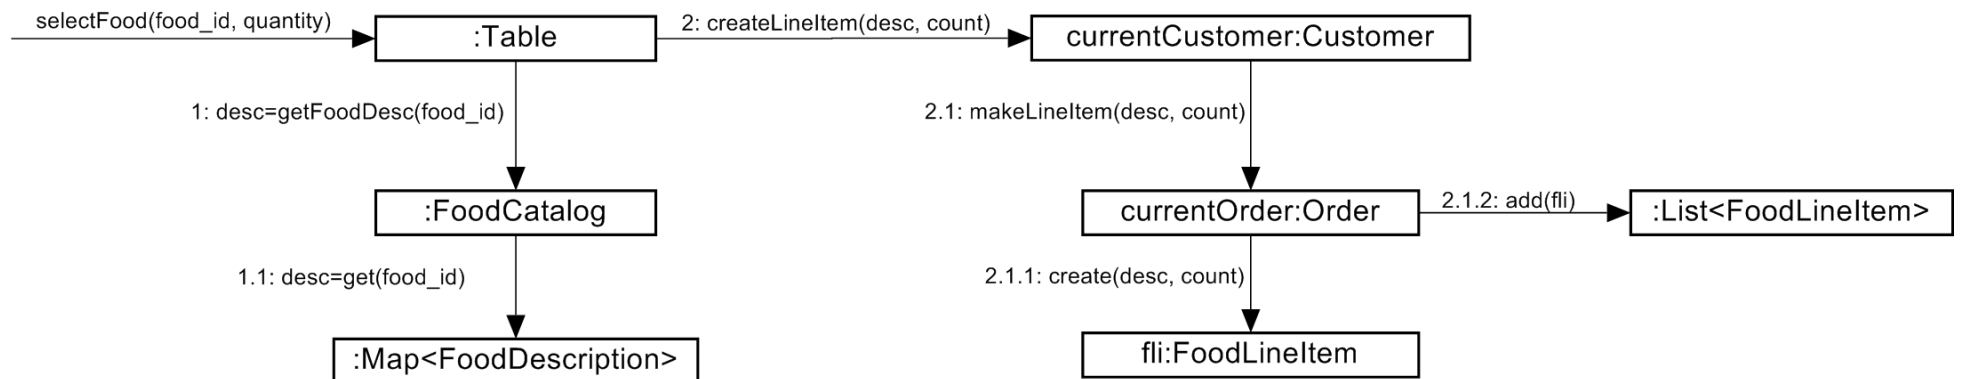 selectFood(food_id, quantity)
:Table
2: createLineItem(desc, count)
currentCustomer:Customer
1: desc=getFoodDesc(food_id)
2.1: makeLineItem(desc, count)
:FoodCatalog
currentOrder:Order
2.1.2: add(fli)
:List<FoodLineItem>
1.1: desc=get(food_id)
2.1.1: create(desc, count)
:Map<FoodDescription>
fli:FoodLineItem